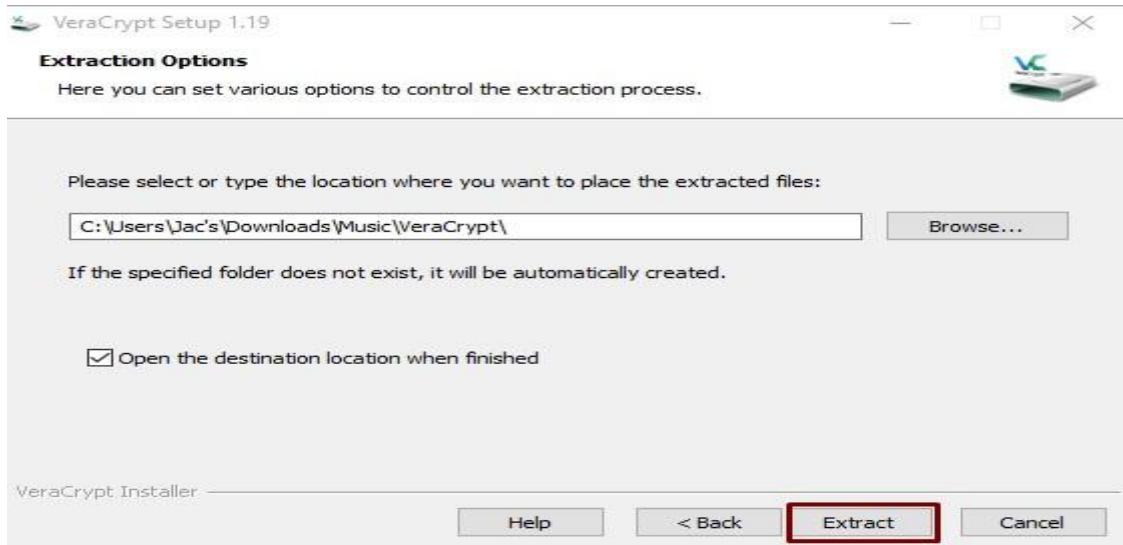 VeraCrypt Setup 1.19
Extraction Options
Here you can set various options to control the extraction process.
VC
Please select or type the location where you want to place the extracted files:
C:\Users\Jac's\Downloads\Music\VeraCrypt\
Browse...
If the specified folder does not exist, it will be automatically created.
Open the destination location when finished
VeraCrypt Installer
Help
< Back
Extract
Cancel